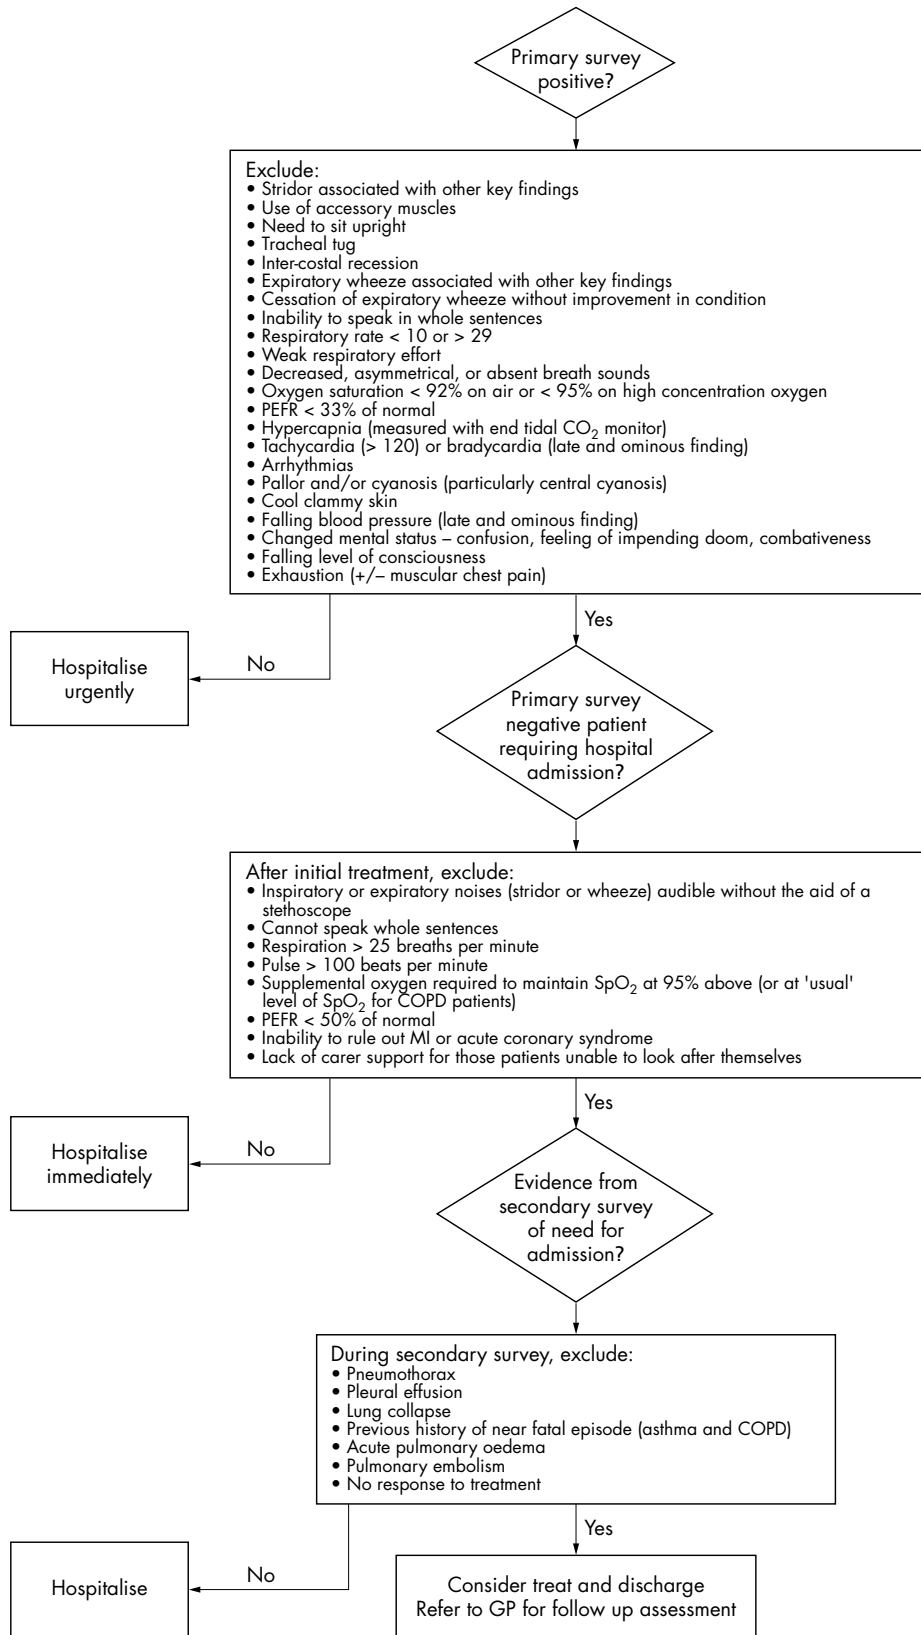 Primary survey
positive?
Exclude:
• Stridor associated with other key findings
• Use of accessory muscles
• Need to sit upright
• Tracheal tug
• Inter-costal recession
• Expiratory wheeze associated with other key findings
• Cessation of expiratory wheeze without improvement in condition
• Inability to speak in whole sentences
• Respiratory rate < 10 or > 29
• Weak respiratory effort
• Decreased, asymmetrical, or absent breath sounds
• Oxygen saturation < 92% on air or < 95% on high concentration oxygen
• PEFR < 33% of normal
• Hypercapnia (measured with end tidal CO₂ monitor)
• Tachycardia (> 120) or bradycardia (late and ominous finding)
• Arrhythmias
• Pallor and/or cyanosis (particularly central cyanosis)
• Cool clammy skin
• Falling blood pressure (late and ominous finding)
• Changed mental status – confusion, feeling of impending doom, combativeness
• Falling level of consciousness
• Exhaustion (+/– muscular chest pain)
Yes
No
Hospitalise
urgently
Primary survey
negative patient
requiring hospital
admission?
After initial treatment, exclude:
• Inspiratory or expiratory noises (stridor or wheeze) audible without the aid of a
stethoscope
• Cannot speak whole sentences
• Respiration > 25 breaths per minute
• Pulse > 100 beats per minute
• Supplemental oxygen required to maintain SpO₂ at 95% above (or at 'usual'
level of SpO₂ for COPD patients)
• PEFR < 50% of normal
• Inability to rule out MI or acute coronary syndrome
• Lack of carer support for those patients unable to look after themselves
Yes
No
Hospitalise
immediately
Evidence from
secondary survey
of need for
admission?
During secondary survey, exclude:
• Pneumothorax
• Pleural effusion
• Lung collapse
• Previous history of near fatal episode (asthma and COPD)
• Acute pulmonary oedema
• Pulmonary embolism
• No response to treatment
Yes
No
Hospitalise
Consider treat and discharge
Refer to GP for follow up assessment